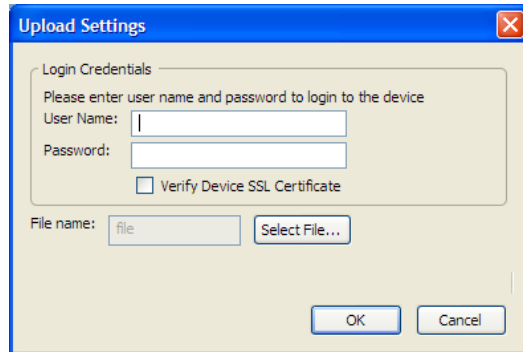 Upload Settings
Login Credentials
Please enter user name and password to login to the device
User Name:
Password:
Verify Device SSL Certificate
File name: file Select File...
OK Cancel